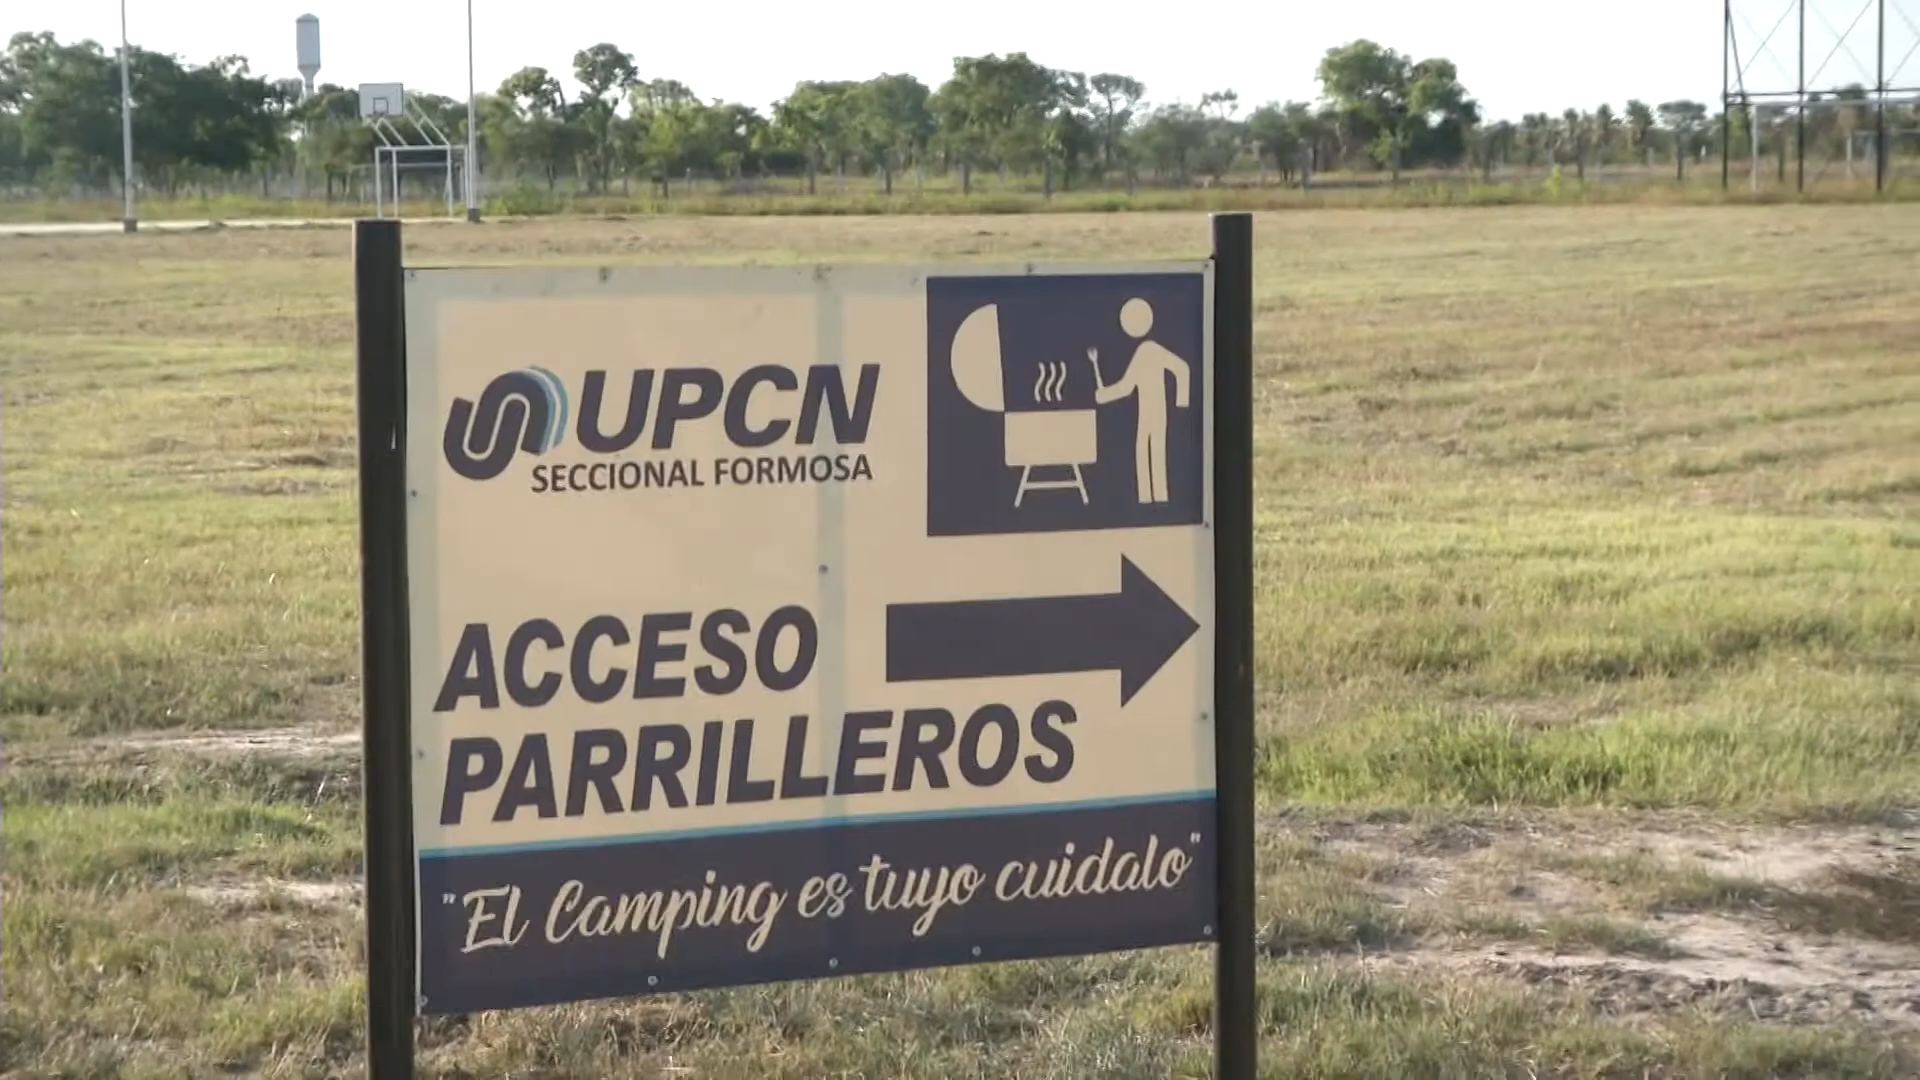 UPCN
SECCIONAL FORMOSA
ACCESO
PARRILLEROS
"El Camping es tuyo cuidalo"